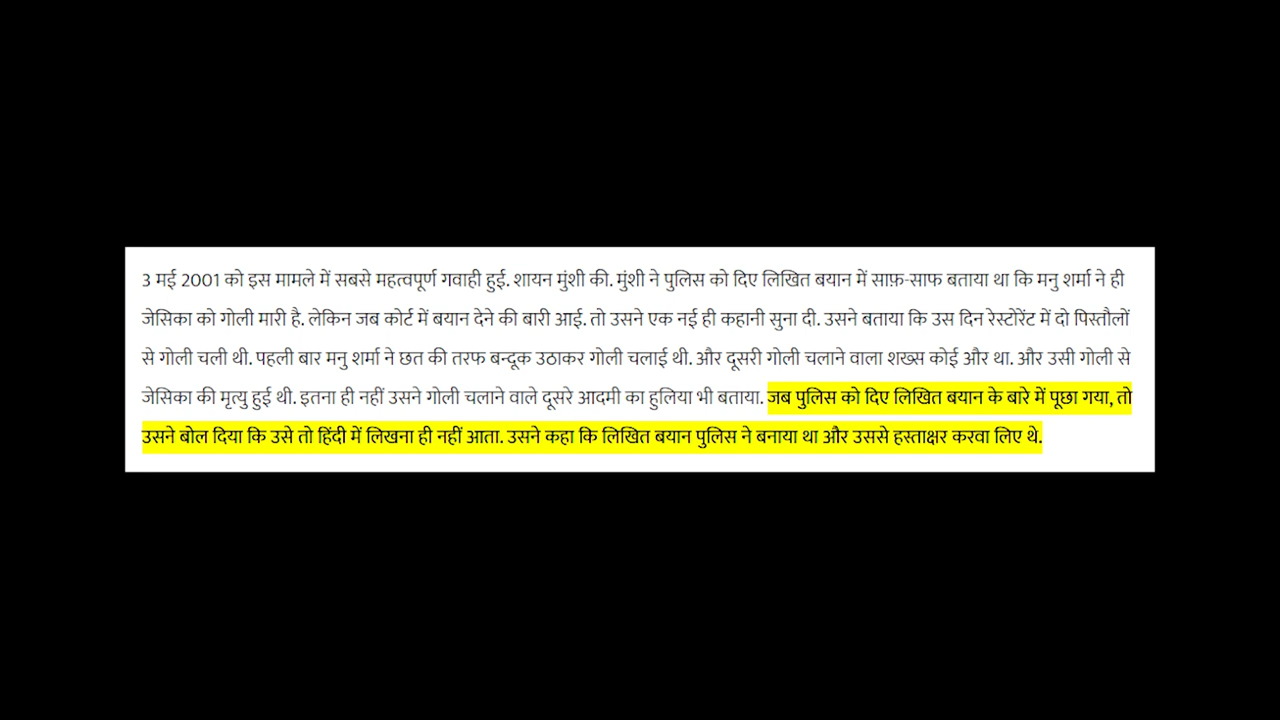 3 मई 2001 को इस मामले में सबसे महत्वपूर्ण गवाही हुई. शायन मुंशी की. मुंशी ने पुलिस को दिए लिखित बयान में साफ़-साफ बताया था कि मनु शर्मा ने ही
जेसिका को गोली मारी है. लेकिन जब कोर्ट में बयान देने की बारी आई. तो उसने एक नई ही कहानी सुना दी. उसने बताया कि उस दिन रेस्टोरेंट में दो पिस्तौलों
से गोली चली थी. पहली बार मनु शर्मा ने छत की तरफ बन्दूक उठाकर गोली चलाई थी. और दूसरी गोली चलाने वाला शख्स कोई और था. और उसी गोली से
जेसिका की मृत्यु हुई थी. इतना ही नहीं उसने गोली चलाने वाले दूसरे आदमी का हुलिया भी बताया. जब पुलिस को दिए लिखित बयान के बारे में पूछा गया, तो
उसने बोल दिया कि उसे तो हिंदी में लिखना ही नहीं आता. उसने कहा कि लिखित बयान पुलिस ने बनाया था और उससे हस्ताक्षर करवा लिए थे.